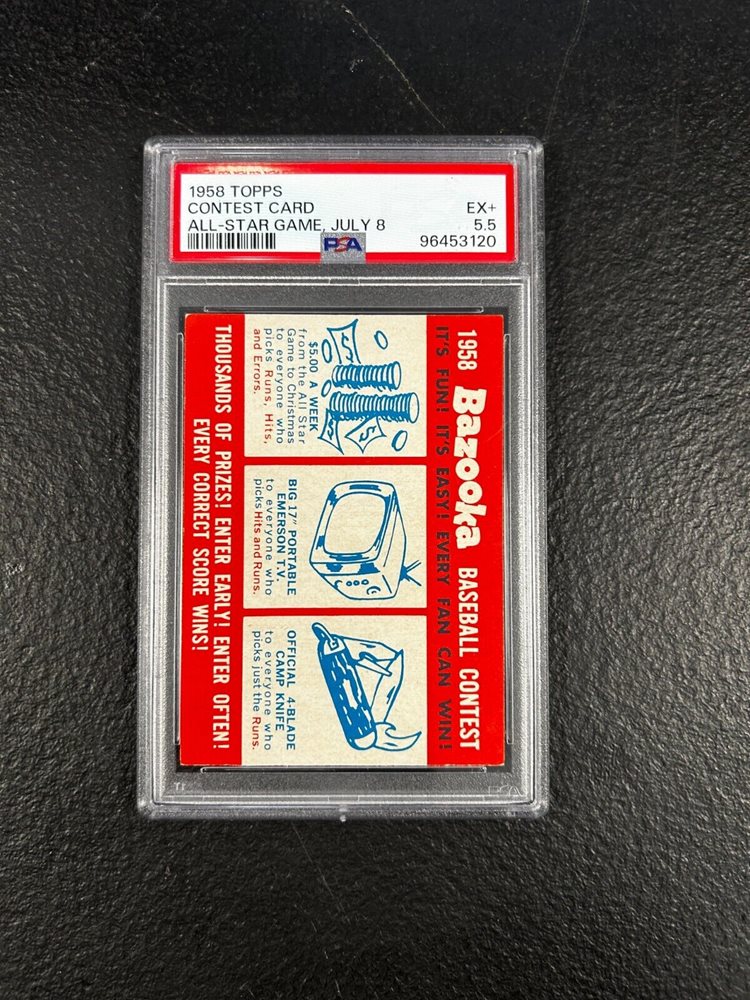 1958 TOPPS
CONTEST CARD EX+
ALL-STAR GAME, JULY 8 5.5
PSA 96453120
1958 Bazooka BASEBALL CONTEST
IT'S FUN! IT'S EASY! EVERY FAN CAN WIN!
$5.00 A WEEK
from the All Star
Game to Christmas
to everyone who
picks Runs, Hits,
and Errors.
BIG 17" PORTABLE
EMERSON T.V.
to everyone who
picks Hits and Runs.
OFFICIAL 4-BLADE
CAMP KNIFE
to everyone who
picks just the Runs.
THOUSANDS OF PRIZES! ENTER EARLY! ENTER OFTEN!
EVERY CORRECT SCORE WINS!